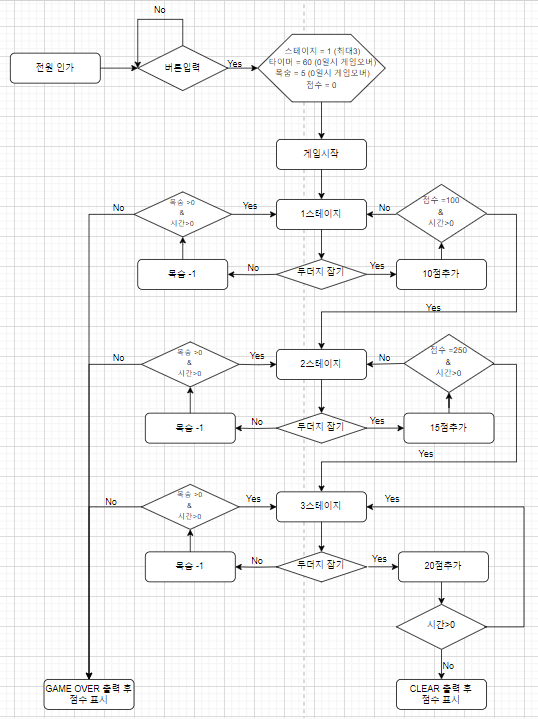 No
전원 인가
버튼입력
Yes
스테이지 = 1 (최대3)
타이머 = 60 (0일시 게임오버)
목숨 = 5 (0일시 게임오버)
점수 = 0
게임시작
No
목숨 >0
&
시간>0
Yes
1스테이지
No
점수 =100
&
시간>0
목숨 -1
No
두더지 잡기
Yes
10점추가
Yes
No
목숨 >0
&
시간>0
Yes
2스테이지
No
점수 =250
&
시간>0
목숨 -1
No
두더지 잡기
Yes
15점추가
Yes
No
목숨 >0
&
시간>0
Yes
3스테이지
Yes
목숨 -1
No
두더지 잡기
Yes
20점추가
시간>0
No
GAME OVER 출력 후
점수 표시
CLEAR 출력 후
점수 표시